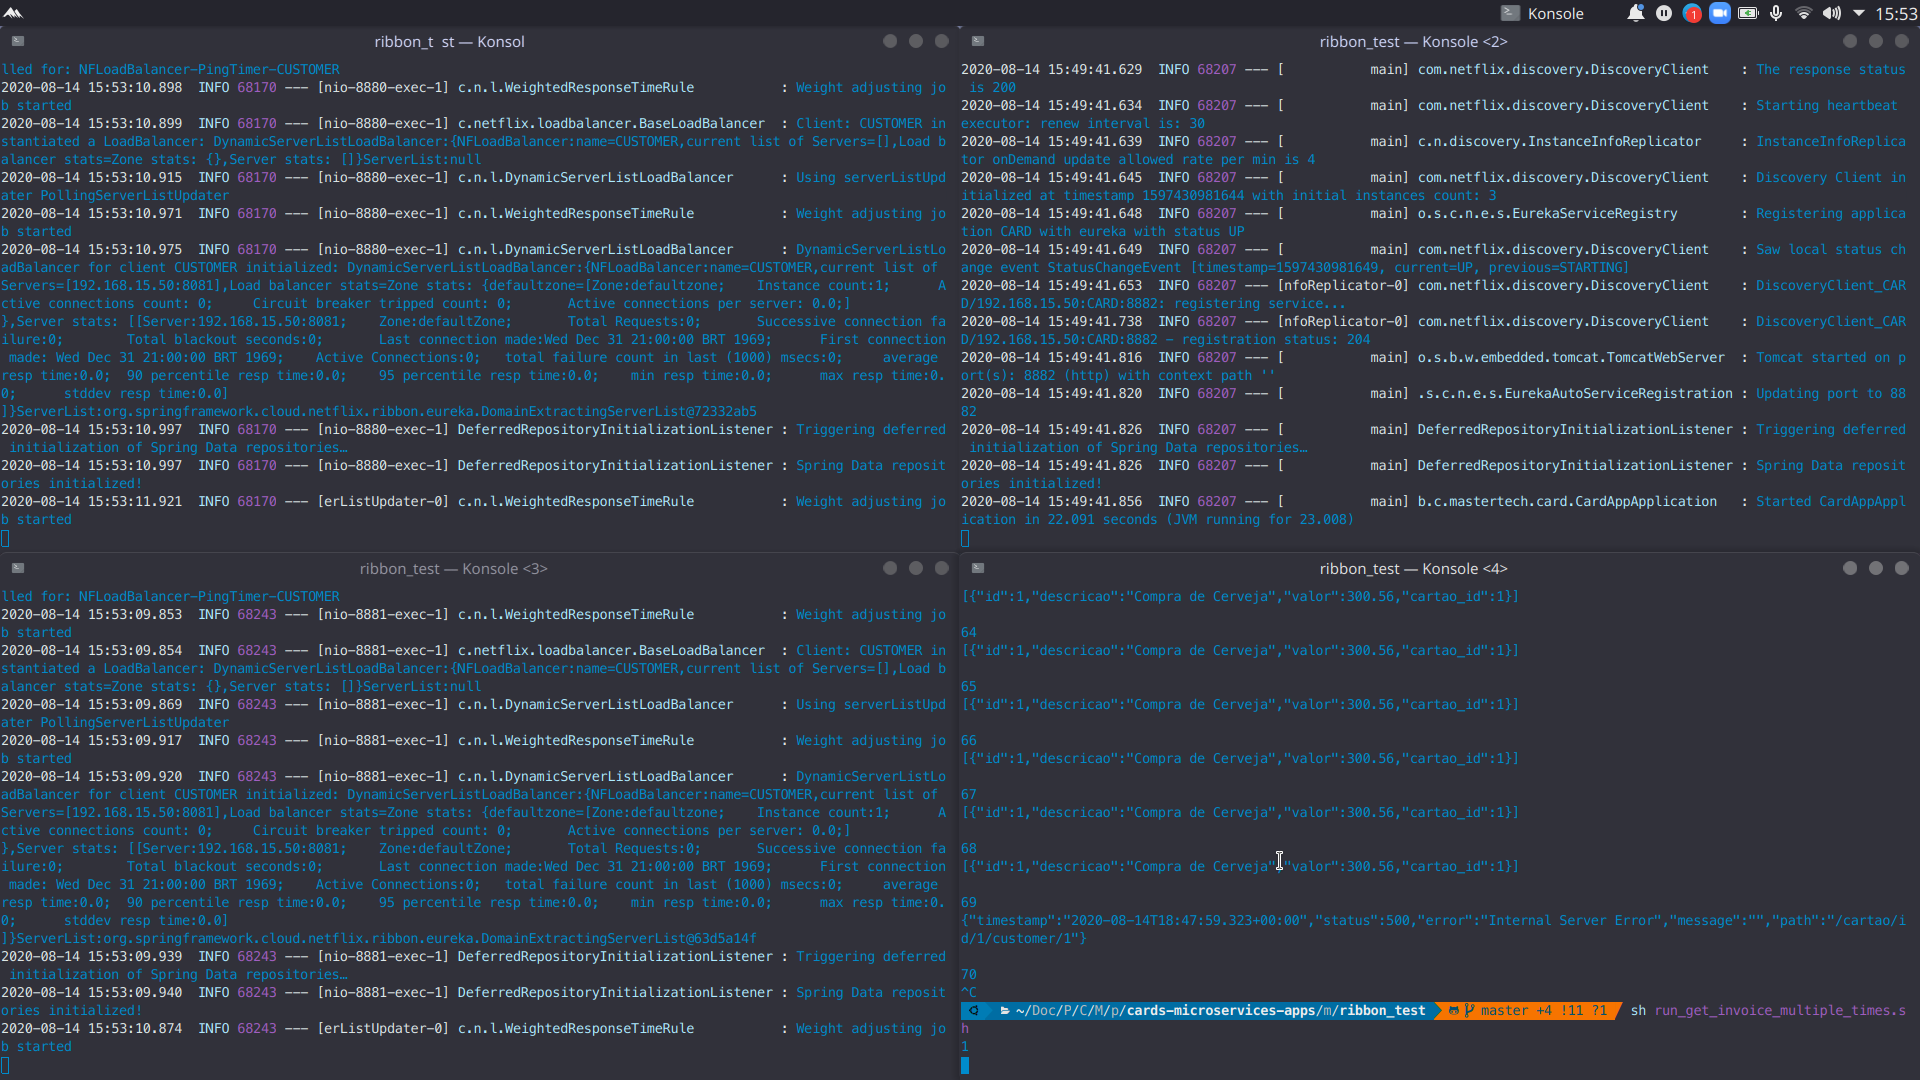 Konsole
1
15:53
ribbon_t st — Konsol
lled for: NFLoadBalancer-PingTimer-CUSTOMER
2020-08-14 15:53:10.898 INFO 68170 --- [nio-8880-exec-1] c.n.l.WeightedResponseTimeRule : Weight adjusting jo
b started
2020-08-14 15:53:10.899 INFO 68170 --- [nio-8880-exec-1] c.netflix.loadbalancer.BaseLoadBalancer : Client: CUSTOMER in
stantiated a LoadBalancer: DynamicServerListLoadBalancer:{NFLoadBalancer:name=CUSTOMER,current list of Servers=[],Load b
alancer stats=Zone stats: {},Server stats: []}ServerList:null
2020-08-14 15:53:10.915 INFO 68170 --- [nio-8880-exec-1] c.n.l.DynamicServerListLoadBalancer : Using serverListUpd
ater PollingServerListUpdater
2020-08-14 15:53:10.971 INFO 68170 --- [nio-8880-exec-1] c.n.l.WeightedResponseTimeRule : Weight adjusting jo
b started
2020-08-14 15:53:10.975 INFO 68170 --- [nio-8880-exec-1] c.n.l.DynamicServerListLoadBalancer : DynamicServerListLo
adBalancer for client CUSTOMER initialized: DynamicServerListLoadBalancer:{NFLoadBalancer:name=CUSTOMER,current list of
Servers=[192.168.15.50:8081],Load balancer stats=Zone stats: {defaultzone=[Zone:defaultzone; Instance count:1; A
ctive connections count: 0; Circuit breaker tripped count: 0; Active connections per server: 0.0;]
},Server stats: [[Server:192.168.15.50:8081; Zone:defaultZone; Total Requests:0; Successive connection fa
ilure:0; Total blackout seconds:0; Last connection made:Wed Dec 31 21:00:00 BRT 1969; First connection
made: Wed Dec 31 21:00:00 BRT 1969; Active Connections:0; total failure count in last (1000) msecs:0; average
resp time:0.0; 90 percentile resp time:0.0; 95 percentile resp time:0.0; min resp time:0.0; max resp time:0.
0; stddev resp time:0.0]
]}ServerList:org.springframework.cloud.netflix.ribbon.eureka.DomainExtractingServerList@72332ab5
2020-08-14 15:53:10.997 INFO 68170 --- [nio-8880-exec-1] DeferredRepositoryInitializationListener : Triggering deferred
initialization of Spring Data repositories…
2020-08-14 15:53:10.997 INFO 68170 --- [nio-8880-exec-1] DeferredRepositoryInitializationListener : Spring Data reposit
ories initialized!
2020-08-14 15:53:11.921 INFO 68170 --- [erListUpdater-0] c.n.l.WeightedResponseTimeRule : Weight adjusting jo
b started
ribbon_test — Konsole <2>
2020-08-14 15:49:41.629 INFO 68207 --- [ main] com.netflix.discovery.DiscoveryClient : The response status
is 200
2020-08-14 15:49:41.634 INFO 68207 --- [ main] com.netflix.discovery.DiscoveryClient : Starting heartbeat
executor: renew interval is: 30
2020-08-14 15:49:41.639 INFO 68207 --- [ main] c.n.discovery.InstanceInfoReplicator : InstanceInfoReplica
tor onDemand update allowed rate per min is 4
2020-08-14 15:49:41.645 INFO 68207 --- [ main] com.netflix.discovery.DiscoveryClient : Discovery Client in
itialized at timestamp 1597430981644 with initial instances count: 3
2020-08-14 15:49:41.648 INFO 68207 --- [ main] o.s.c.n.e.s.EurekaServiceRegistry : Registering applica
tion CARD with eureka with status UP
2020-08-14 15:49:41.649 INFO 68207 --- [ main] com.netflix.discovery.DiscoveryClient : Saw local status ch
ange event StatusChangeEvent [timestamp=1597430981649, current=UP, previous=STARTING]
2020-08-14 15:49:41.653 INFO 68207 --- [nfoReplicator-0] com.netflix.discovery.DiscoveryClient : DiscoveryClient_CAR
D/192.168.15.50:CARD:8882: registering service...
2020-08-14 15:49:41.738 INFO 68207 --- [nfoReplicator-0] com.netflix.discovery.DiscoveryClient : DiscoveryClient_CAR
D/192.168.15.50:CARD:8882 - registration status: 204
2020-08-14 15:49:41.816 INFO 68207 --- [ main] o.s.b.w.embedded.tomcat.TomcatWebServer : Tomcat started on p
ort(s): 8882 (http) with context path ''
2020-08-14 15:49:41.820 INFO 68207 --- [ main] .s.c.n.e.s.EurekaAutoServiceRegistration : Updating port to 88
82
2020-08-14 15:49:41.826 INFO 68207 --- [ main] DeferredRepositoryInitializationListener : Triggering deferred
initialization of Spring Data repositories…
2020-08-14 15:49:41.826 INFO 68207 --- [ main] DeferredRepositoryInitializationListener : Spring Data reposit
ories initialized!
2020-08-14 15:49:41.856 INFO 68207 --- [ main] b.c.mastertech.card.CardAppApplication : Started CardAppAppl
ication in 22.091 seconds (JVM running for 23.008)
ribbon_test — Konsole <3>
lled for: NFLoadBalancer-PingTimer-CUSTOMER
2020-08-14 15:53:09.853 INFO 68243 --- [nio-8881-exec-1] c.n.l.WeightedResponseTimeRule : Weight adjusting jo
b started
2020-08-14 15:53:09.854 INFO 68243 --- [nio-8881-exec-1] c.netflix.loadbalancer.BaseLoadBalancer : Client: CUSTOMER in
stantiated a LoadBalancer: DynamicServerListLoadBalancer:{NFLoadBalancer:name=CUSTOMER,current list of Servers=[],Load b
alancer stats=Zone stats: {},Server stats: []}ServerList:null
2020-08-14 15:53:09.869 INFO 68243 --- [nio-8881-exec-1] c.n.l.DynamicServerListLoadBalancer : Using serverListUpd
ater PollingServerListUpdater
2020-08-14 15:53:09.917 INFO 68243 --- [nio-8881-exec-1] c.n.l.WeightedResponseTimeRule : Weight adjusting jo
b started
2020-08-14 15:53:09.920 INFO 68243 --- [nio-8881-exec-1] c.n.l.DynamicServerListLoadBalancer : DynamicServerListLo
adBalancer for client CUSTOMER initialized: DynamicServerListLoadBalancer:{NFLoadBalancer:name=CUSTOMER,current list of
Servers=[192.168.15.50:8081],Load balancer stats=Zone stats: {defaultzone=[Zone:defaultzone; Instance count:1; A
ctive connections count: 0; Circuit breaker tripped count: 0; Active connections per server: 0.0;]
},Server stats: [[Server:192.168.15.50:8081; Zone:defaultZone; Total Requests:0; Successive connection fa
ilure:0; Total blackout seconds:0; Last connection made:Wed Dec 31 21:00:00 BRT 1969; First connection
made: Wed Dec 31 21:00:00 BRT 1969; Active Connections:0; total failure count in last (1000) msecs:0; average
resp time:0.0; 90 percentile resp time:0.0; 95 percentile resp time:0.0; min resp time:0.0; max resp time:0.
0; stddev resp time:0.0]
]}ServerList:org.springframework.cloud.netflix.ribbon.eureka.DomainExtractingServerList@63d5a14f
2020-08-14 15:53:09.939 INFO 68243 --- [nio-8881-exec-1] DeferredRepositoryInitializationListener : Triggering deferred
initialization of Spring Data repositories…
2020-08-14 15:53:09.940 INFO 68243 --- [nio-8881-exec-1] DeferredRepositoryInitializationListener : Spring Data reposit
ories initialized!
2020-08-14 15:53:10.874 INFO 68243 --- [erListUpdater-0] c.n.l.WeightedResponseTimeRule : Weight adjusting jo
b started
ribbon_test — Konsole <4>
[{"id":1,"descricao":"Compra de Cerveja","valor":300.56,"cartao_id":1}]
64
[{"id":1,"descricao":"Compra de Cerveja","valor":300.56,"cartao_id":1}]
65
[{"id":1,"descricao":"Compra de Cerveja","valor":300.56,"cartao_id":1}]
66
[{"id":1,"descricao":"Compra de Cerveja","valor":300.56,"cartao_id":1}]
67
[{"id":1,"descricao":"Compra de Cerveja","valor":300.56,"cartao_id":1}]
68
[{"id":1,"descricao":"Compra de Cerveja","valor":300.56,"cartao_id":1}]
69
{"timestamp":"2020-08-14T18:47:59.323+00:00","status":500,"error":"Internal Server Error","message":"","path":"/cartao/i
d/1/customer/1"}
70
^C
~/Doc/P/C/M/p/cards-microservices-apps/m/ribbon_test master +4 !11 ?1 sh run_get_invoice_multiple_times.s
h
1